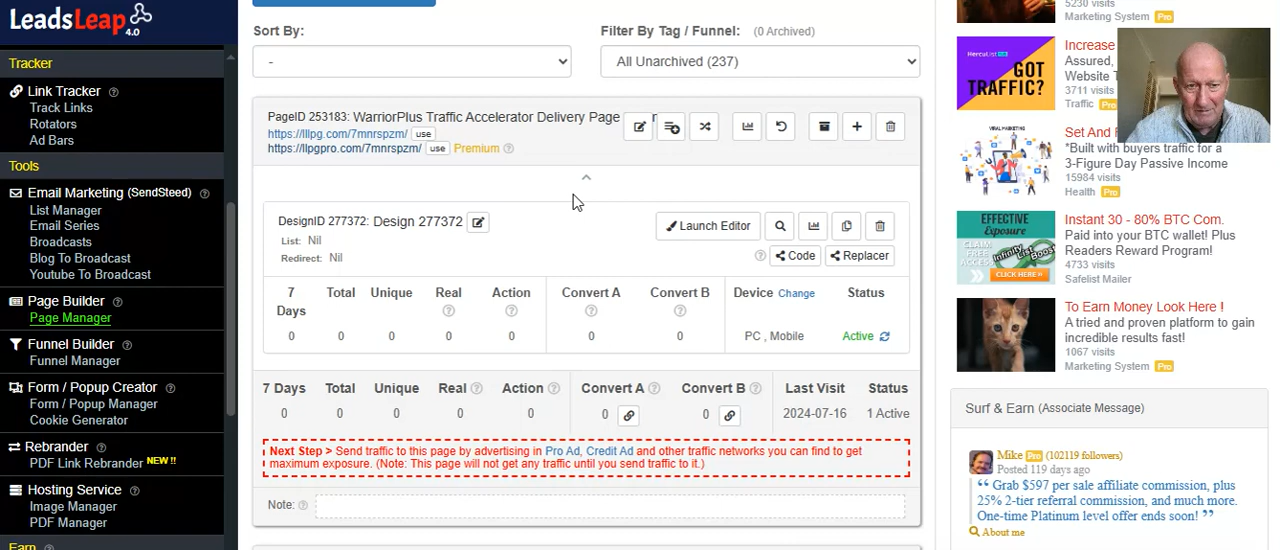 LeadsLeap 4.0
Tracker
Link Tracker
Track Links
Rotators
Ad Bars
Tools
Email Marketing (SendSteed)
List Manager
Email Series
Broadcasts
Blog To Broadcast
Youtube To Broadcast
Page Builder
Page Manager
Funnel Builder
Funnel Manager
Form / Popup Creator
Form / Popup Manager
Cookie Generator
Rebrander
PDF Link Rebrander NEW !!
Hosting Service
Image Manager
PDF Manager
Earn
Sort By:
-
Filter By Tag / Funnel: (0 Archived)
All Unarchived (237)
PageID 253183: WarriorPlus Traffic Accelerator Delivery Page
https://llpg.com/7mnrspzm/ use
https://llpgpro.com/7mnrspzm/ use Premium
DesignID 277372: Design 277372
List: Nil
Redirect: Nil
Launch Editor
Code
Replacer
7 Days Total Unique Real Action Convert A Convert B Device Change Status
0 0 0 0 0 0 0 PC , Mobile Active
7 Days Total Unique Real Action Convert A Convert B Last Visit Status
0 0 0 0 0 0 0 2024-07-16 1 Active
Next Step > Send traffic to this page by advertising in Pro Ad, Credit Ad and other traffic networks you can find to get
maximum exposure. (Note: This page will not get any traffic until you send traffic to it.)
Note:
5230 visits
Marketing System Pro
HercuList
GOT
TRAFFIC?
Increase
Assured,
Website
3711 visits
Traffic Pro
VIRAL MARKETING
Set And
*Built with buyers traffic for a
3-Figure Day Passive Income
15984 visits
Health Pro
EFFECTIVE
Exposure
Infinity
List Boost
CLICK HERE>>
Instant 30 - 80% BTC Com.
Paid into your BTC wallet! Plus
Readers Reward Program!
4733 visits
Safelist Mailer
To Earn Money Look Here !
A tried and proven platform to gain
incredible results fast!
1067 visits
Marketing System Pro
Surf & Earn (Associate Message)
Mike Pro (102119 followers)
Posted 119 days ago
“ Grab $597 per sale affiliate commission, plus
25% 2-tier referral commission, and much more.
One-time Platinum level offer ends soon! ”
About me